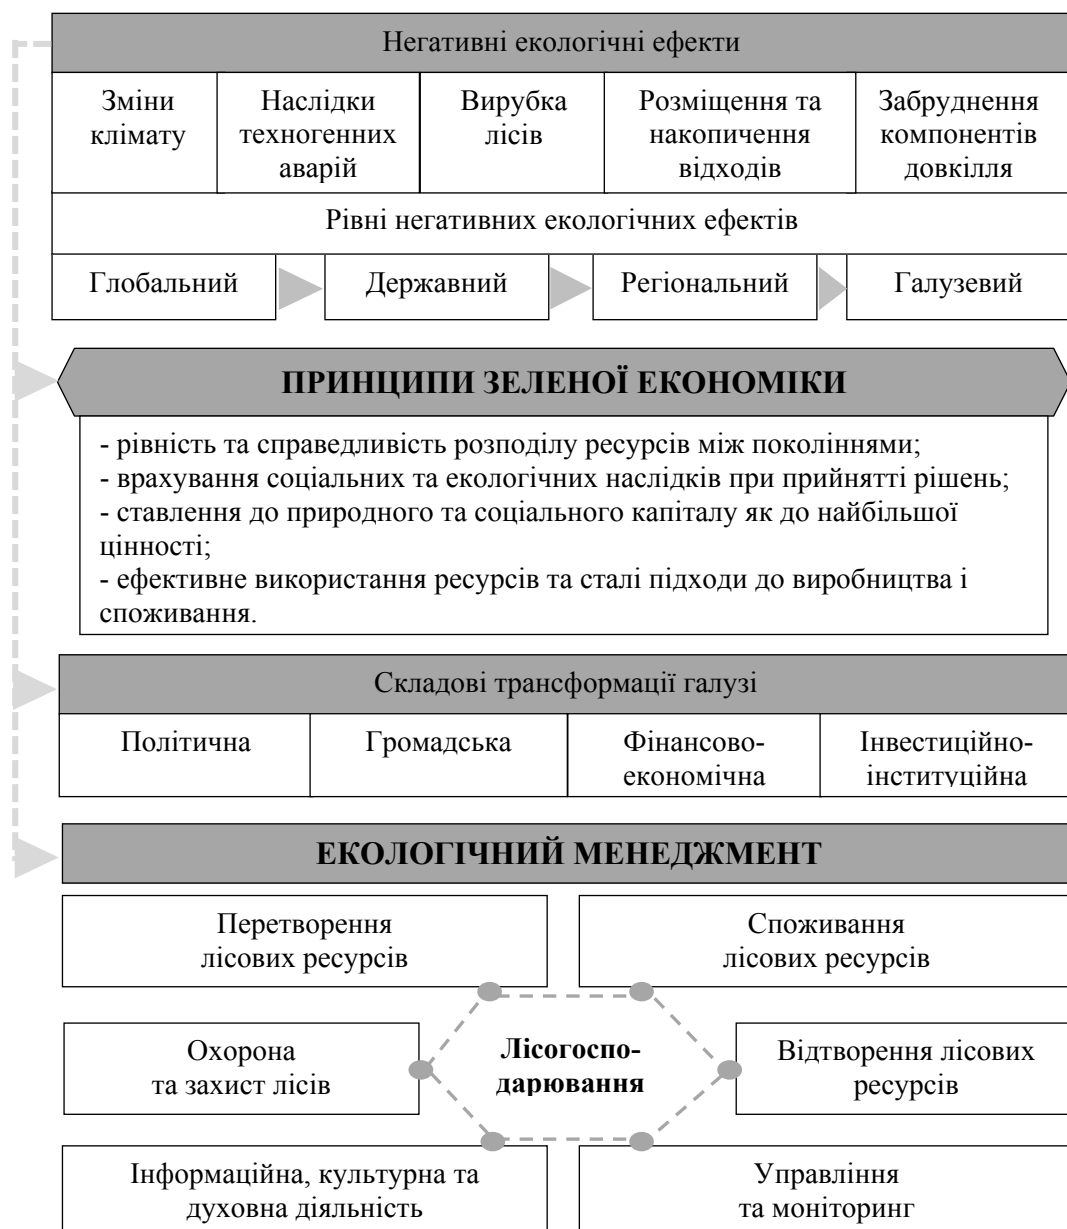 Негативні екологічні ефекти
Зміни
клімату
Наслідки
техногенних
аварій
Вирубка
лісів
Розміщення та
накопичення
відходів
Забруднення
компонентів
довкілля
Рівні негативних екологічних ефектів
Глобальний
Державний
Регіональний
Галузевий
ПРИНЦИПИ ЗЕЛЕНОЇ ЕКОНОМІКИ
- рівність та справедливість розподілу ресурсів між поколіннями;
- врахування соціальних та екологічних наслідків при прийнятті рішень;
- ставлення до природного та соціального капіталу як до найбільшої
цінності;
- ефективне використання ресурсів та сталі підходи до виробництва і
споживання.
Складові трансформації галузі
Політична
Громадська
Фінансово-
економічна
Інвестиційно-
інституційна
ЕКОЛОГІЧНИЙ МЕНЕДЖМЕНТ
Перетворення
лісових ресурсів
Споживання
лісових ресурсів
Охорона
та захист лісів
Лісогоспо-
дарювання
Відтворення лісових
ресурсів
Інформаційна, культурна та
духовна діяльність
Управління
та моніторинг